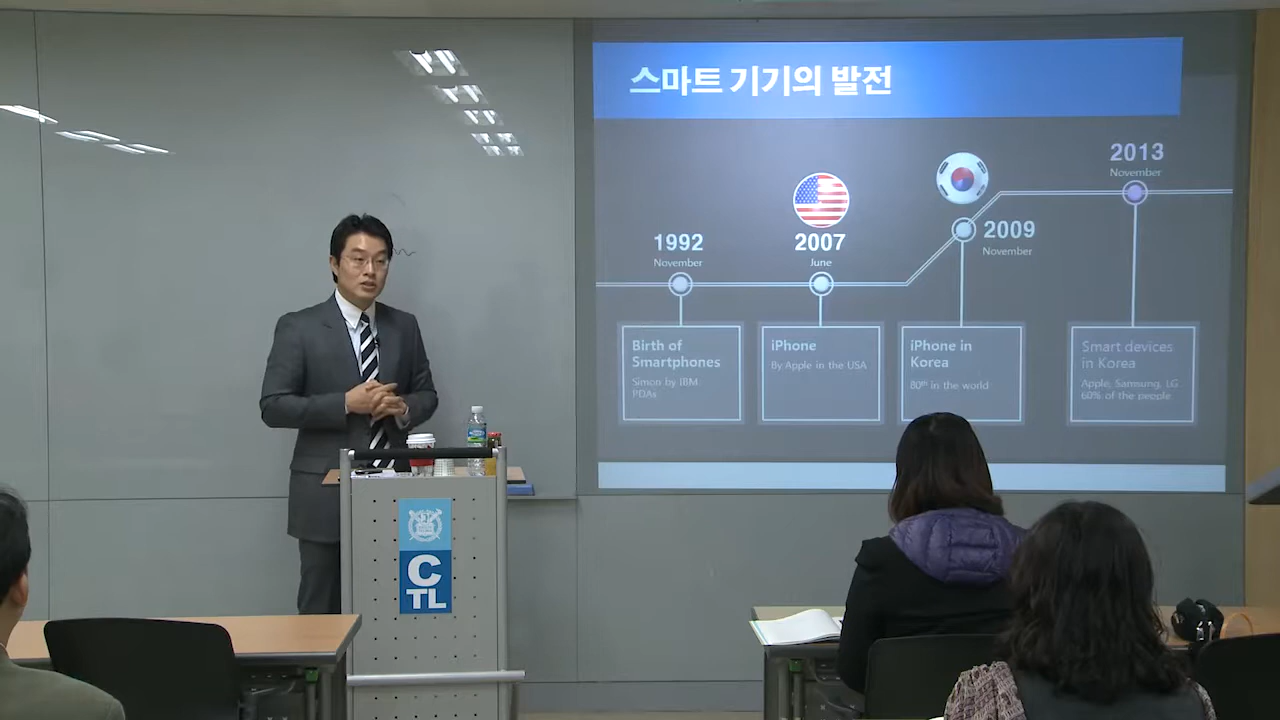 스마트 기기의 발전
1992
November
2007
June
2009
November
2013
November
Birth of
Smartphones
Simon by IBM
PDAs
iPhone
By Apple in the USA
iPhone in
Korea
80th in the world
Smart devices
in Korea
Apple, Samsung, LG
60% of the people
C
TL